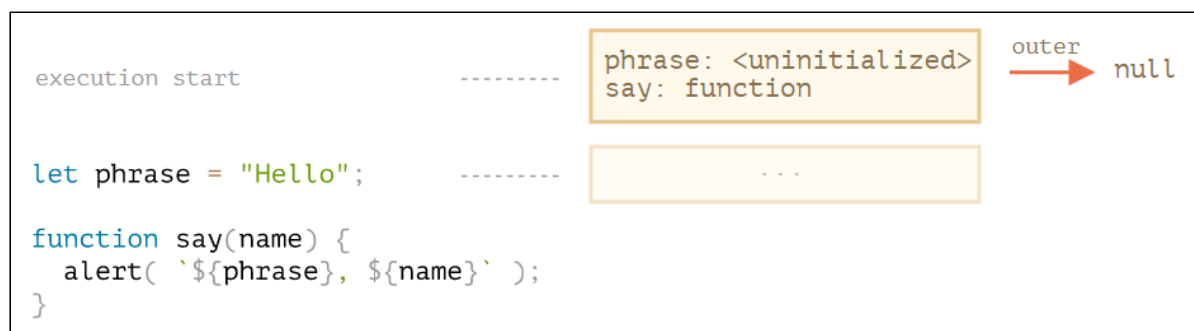 execution start --------- phrase: <uninitialized> outer null
say: function
let phrase = "Hello"; --------- ...
function say(name) {
  alert( `${phrase}, ${name}` );
}